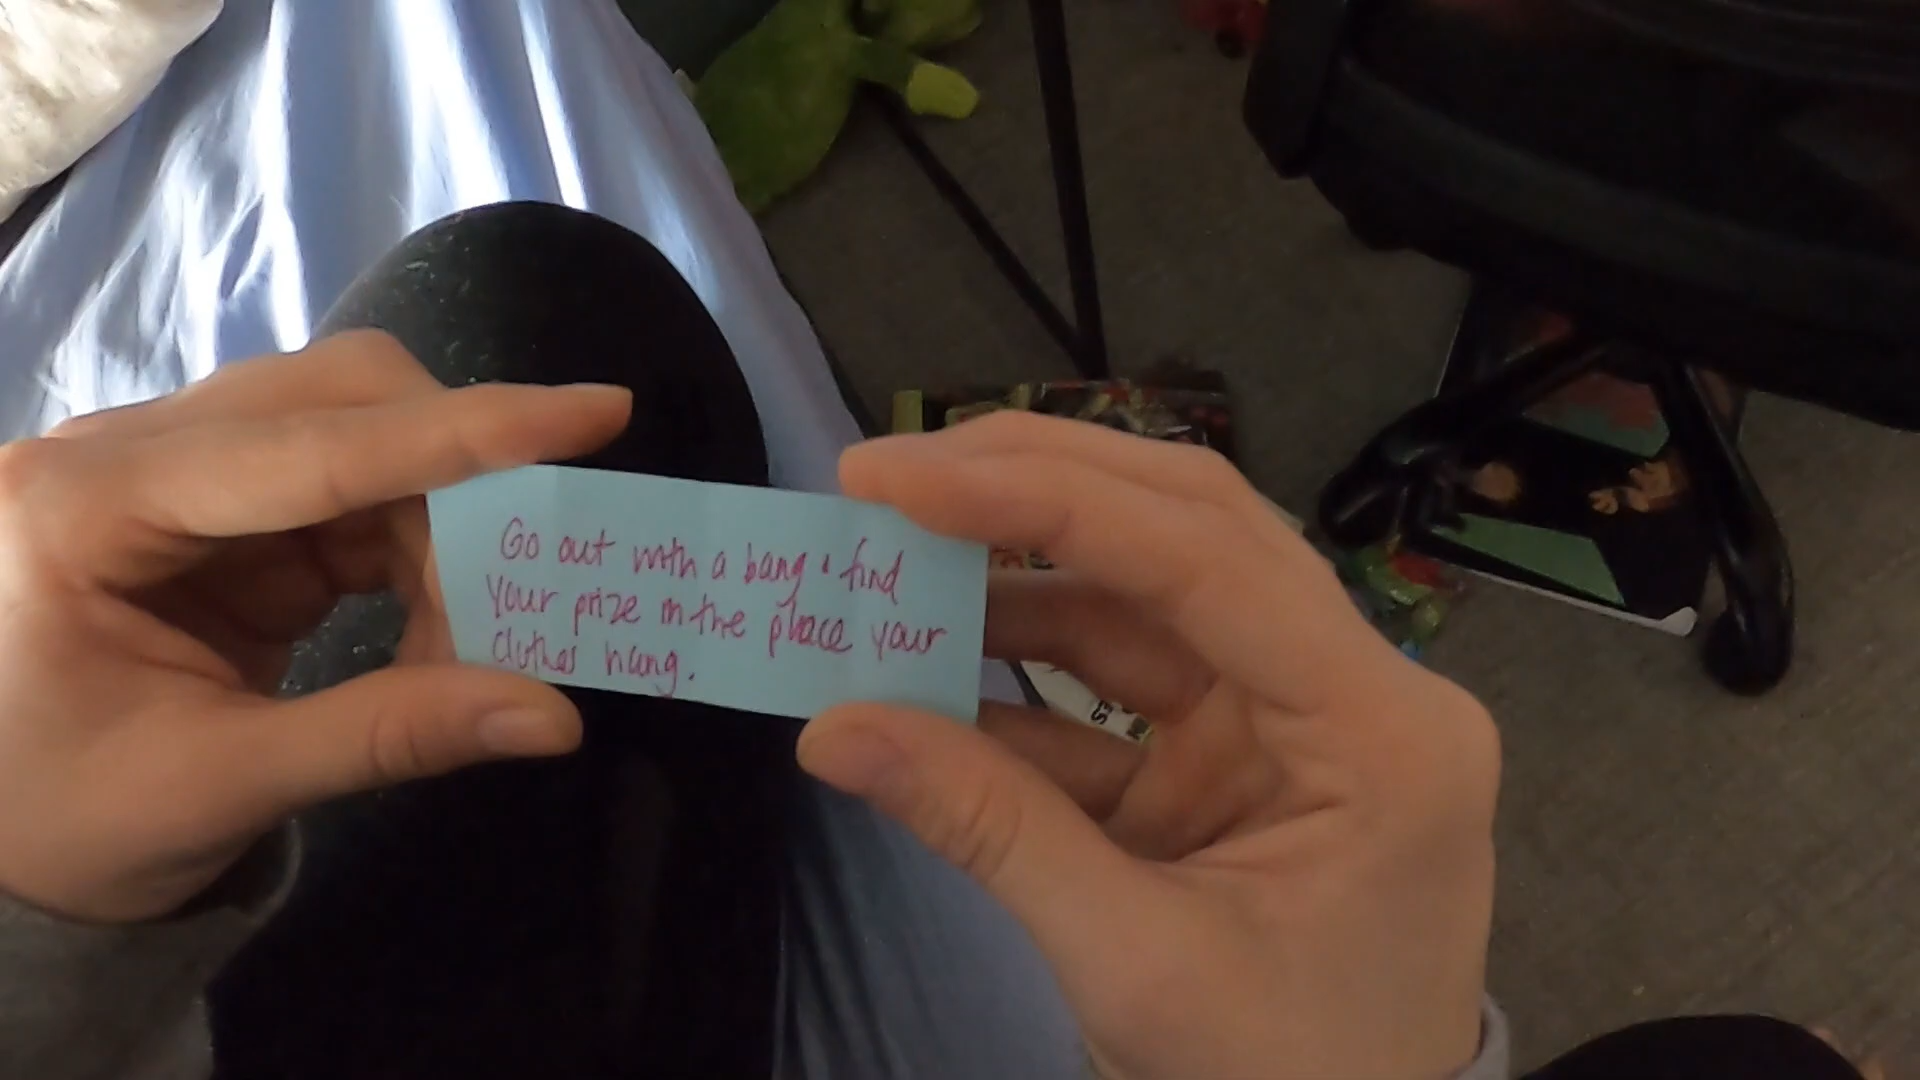 Go out with a bang & find
your prize in the place your
clothes hang.